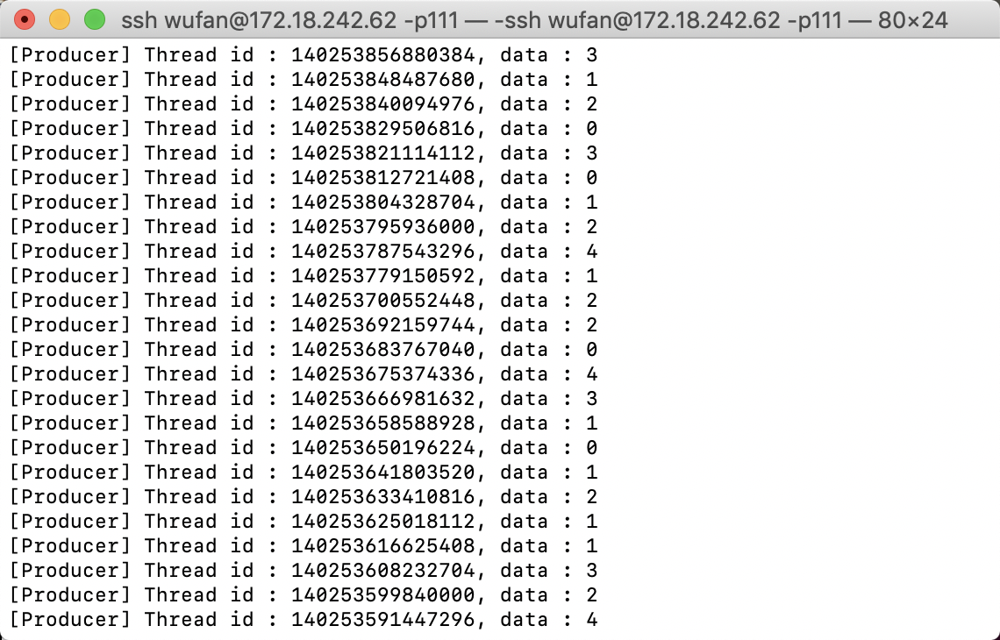 ssh wufan@172.18.242.62 -p111 — -ssh wufan@172.18.242.62 -p111 — 80×24
[Producer] Thread id : 140253856880384, data : 3
[Producer] Thread id : 140253848487680, data : 1
[Producer] Thread id : 140253840094976, data : 2
[Producer] Thread id : 140253829506816, data : 0
[Producer] Thread id : 140253821114112, data : 3
[Producer] Thread id : 140253812721408, data : 0
[Producer] Thread id : 140253804328704, data : 1
[Producer] Thread id : 140253795936000, data : 2
[Producer] Thread id : 140253787543296, data : 4
[Producer] Thread id : 140253779150592, data : 1
[Producer] Thread id : 140253700552448, data : 2
[Producer] Thread id : 140253692159744, data : 2
[Producer] Thread id : 140253683767040, data : 0
[Producer] Thread id : 140253675374336, data : 4
[Producer] Thread id : 140253666981632, data : 3
[Producer] Thread id : 140253658588928, data : 1
[Producer] Thread id : 140253650196224, data : 0
[Producer] Thread id : 140253641803520, data : 1
[Producer] Thread id : 140253633410816, data : 2
[Producer] Thread id : 140253625018112, data : 1
[Producer] Thread id : 140253616625408, data : 1
[Producer] Thread id : 140253608232704, data : 3
[Producer] Thread id : 140253599840000, data : 2
[Producer] Thread id : 140253591447296, data : 4